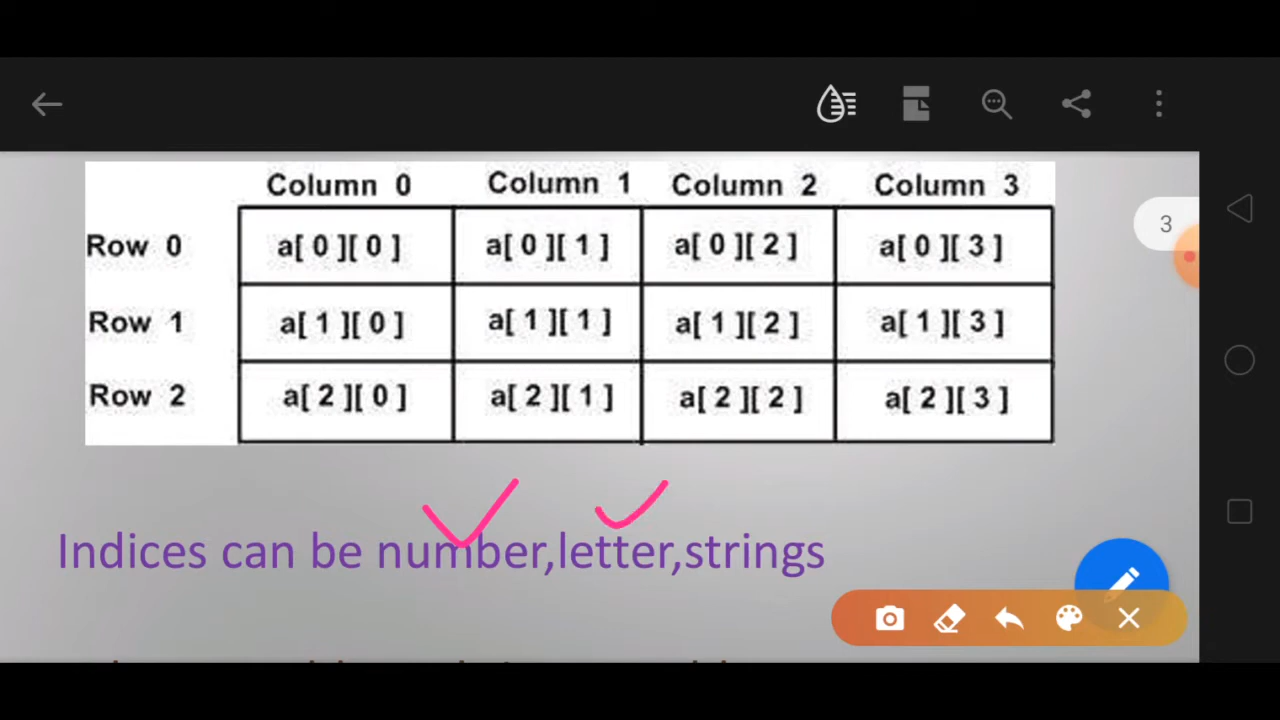 Column 0 Column 1 Column 2 Column 3
Row 0 a[ 0 ][ 0 ] a[ 0 ][ 1 ] a[ 0 ][ 2 ] a[ 0 ][ 3 ]
3
Row 1 a[ 1 ][ 0 ] a[ 1 ][ 1 ] a[ 1 ][ 2 ] a[ 1 ][ 3 ]
Row 2 a[ 2 ][ 0 ] a[ 2 ][ 1 ] a[ 2 ][ 2 ] a[ 2 ][ 3 ]
Indices can be number,letter,strings